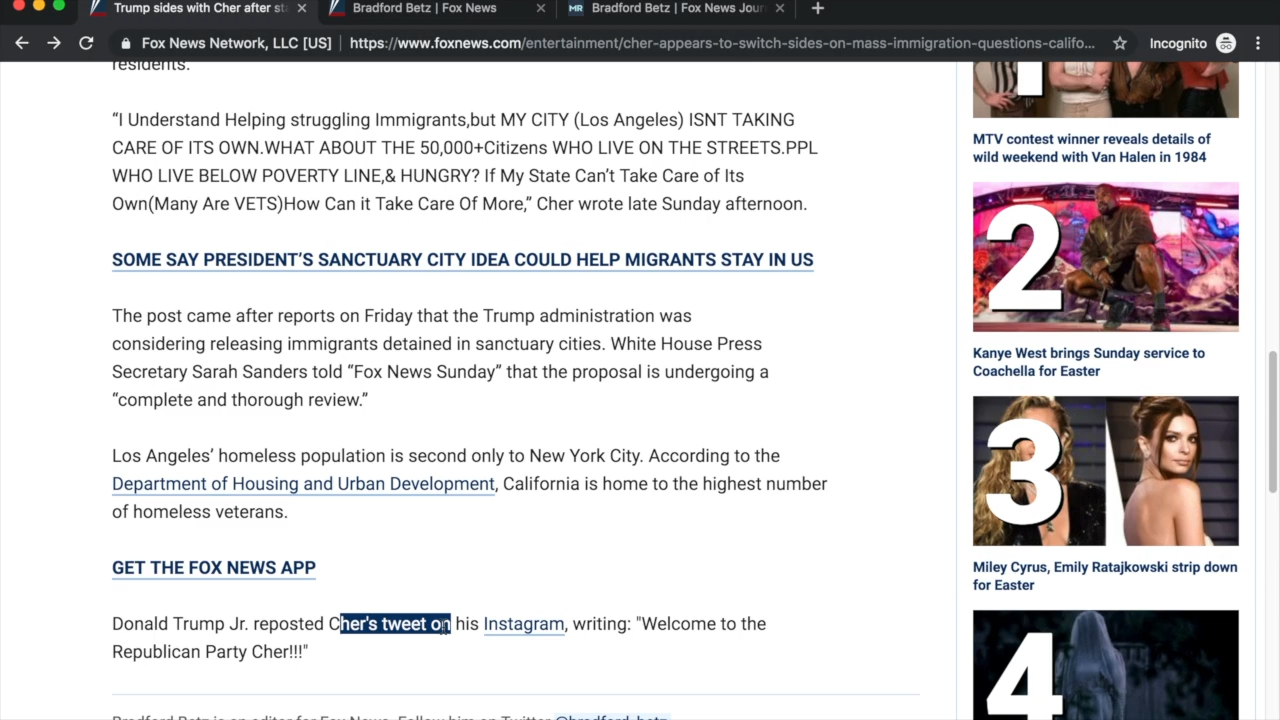 Trump sides with Cher after sta
Bradford Betz | Fox News
MR Bradford Betz | Fox News Jour
Fox News Network, LLC [US] | https://www.foxnews.com/entertainment/cher-appears-to-switch-sides-on-mass-immigration-questions-califo...
Incognito
residents.
“I Understand Helping struggling Immigrants,but MY CITY (Los Angeles) ISNT TAKING
CARE OF ITS OWN.WHAT ABOUT THE 50,000+Citizens WHO LIVE ON THE STREETS.PPL
WHO LIVE BELOW POVERTY LINE,& HUNGRY? If My State Can’t Take Care of Its
Own(Many Are VETS)How Can it Take Care Of More,” Cher wrote late Sunday afternoon.
SOME SAY PRESIDENT’S SANCTUARY CITY IDEA COULD HELP MIGRANTS STAY IN US
The post came after reports on Friday that the Trump administration was
considering releasing immigrants detained in sanctuary cities. White House Press
Secretary Sarah Sanders told “Fox News Sunday” that the proposal is undergoing a
“complete and thorough review.”
Los Angeles’ homeless population is second only to New York City. According to the
Department of Housing and Urban Development, California is home to the highest number
of homeless veterans.
GET THE FOX NEWS APP
Donald Trump Jr. reposted Cher's tweet on his Instagram, writing: "Welcome to the
Republican Party Cher!!!"
Bradford Betz is an editor for Fox News. Follow him on Twitter @bradford_betz.
1
MTV contest winner reveals details of
wild weekend with Van Halen in 1984
2
Kanye West brings Sunday service to
Coachella for Easter
3
Miley Cyrus, Emily Ratajkowski strip down
for Easter
4